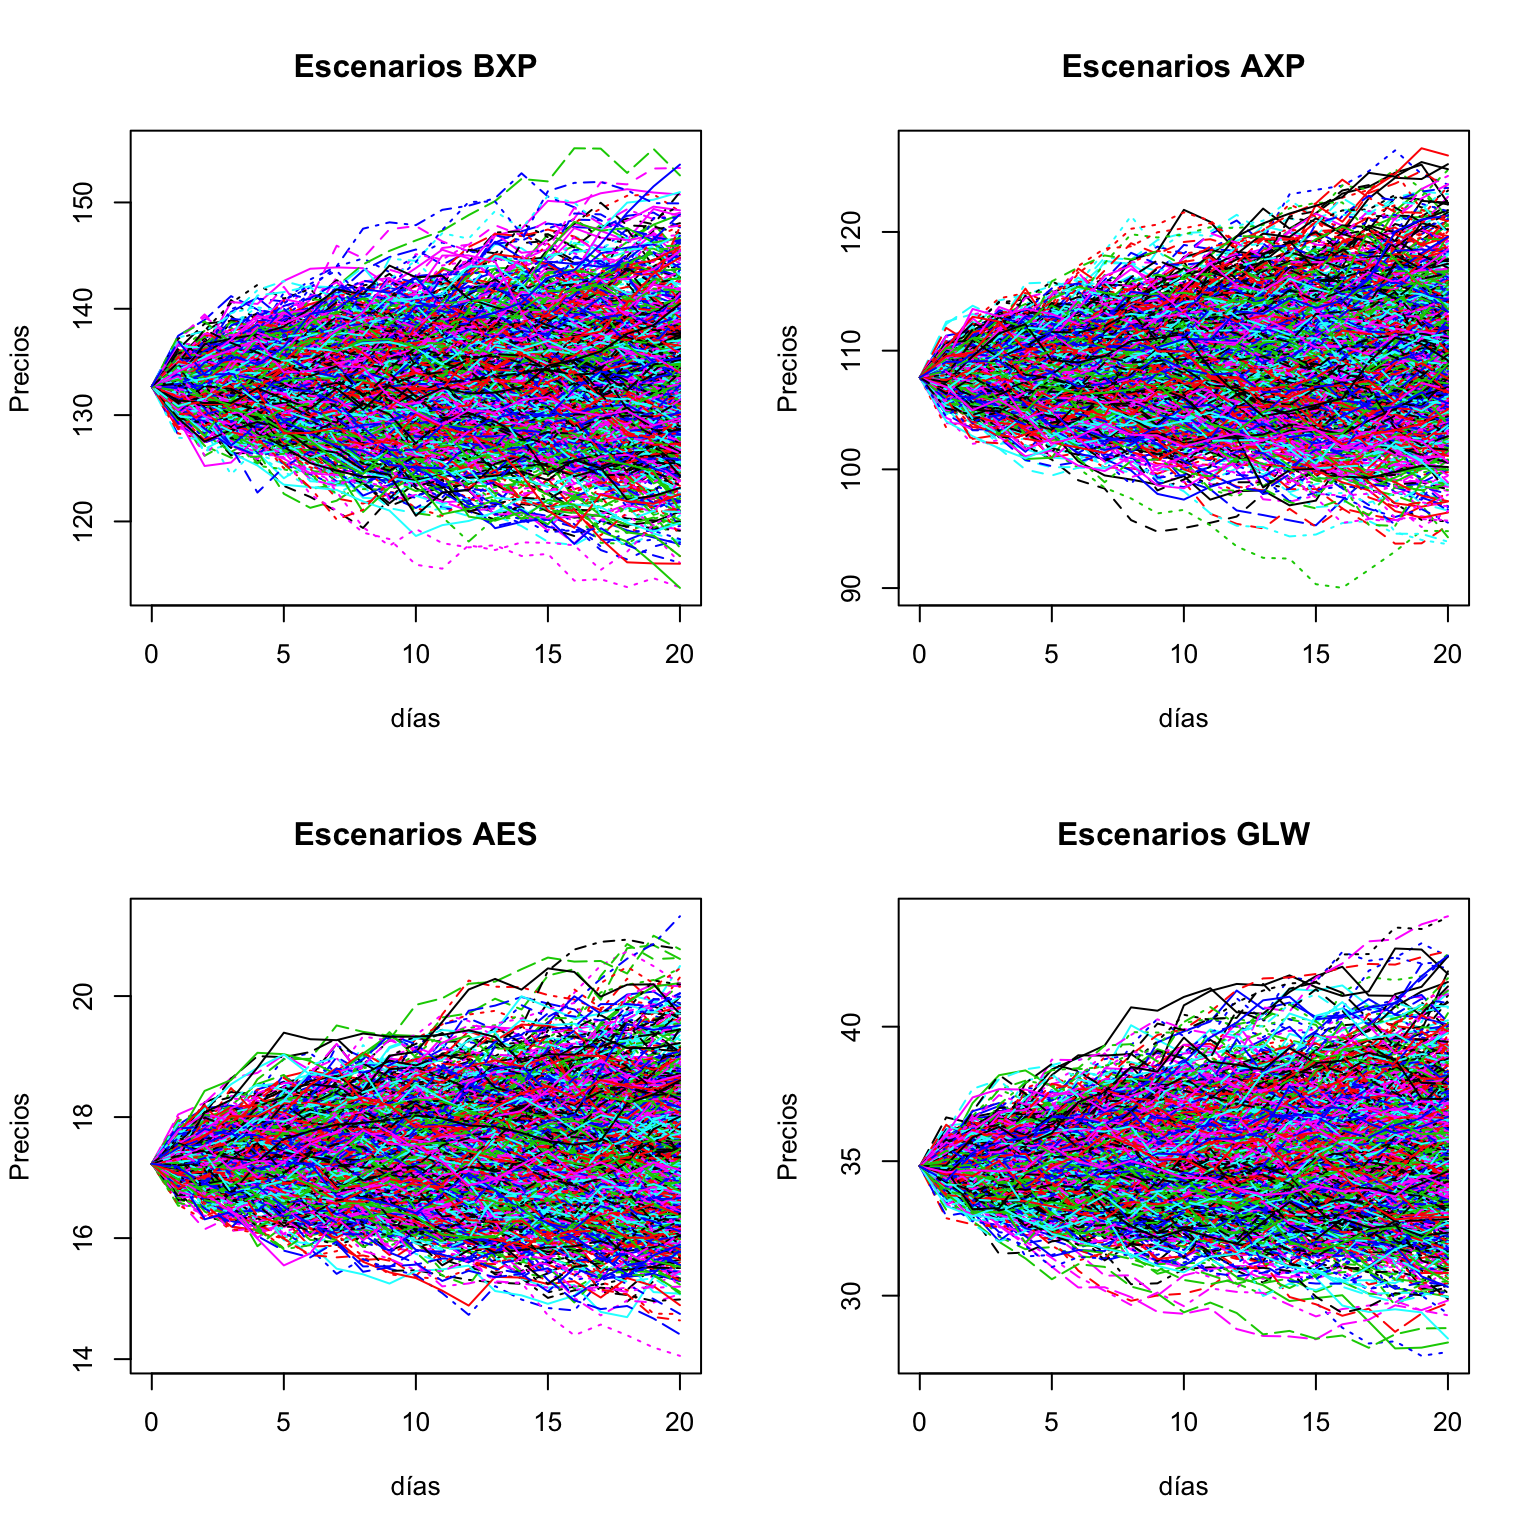 Escenarios BXP
Precios
150
140
130
120
0 5 10 15 20
días
Escenarios AXP
Precios
120
110
100
90
0 5 10 15 20
días
Escenarios AES
Precios
20
18
16
14
0 5 10 15 20
días
Escenarios GLW
Precios
40
35
30
0 5 10 15 20
días